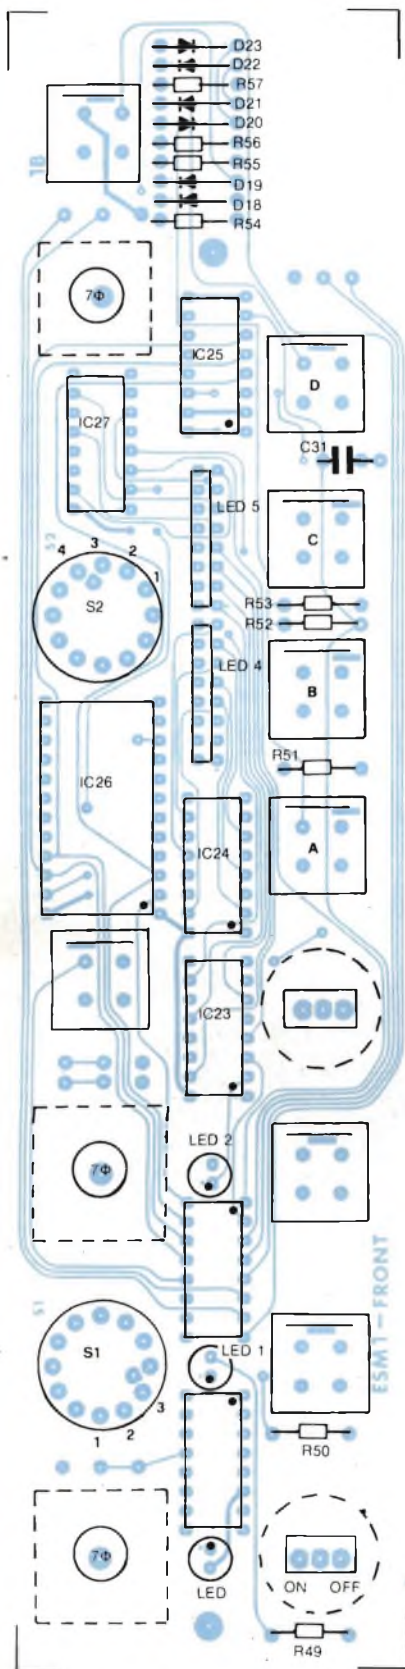 D23
D22
R57
D21
D20
R56
R55
D19
D18
R54
7Φ
IC25
D
IC27
C31
LED 5
C
S2
4
3
2
1
S2
R53
R52
LED 4
B
R51
IC26
IC24
A
IC23
LED 2
7Φ
ESM1—FRONT
S1
LED 1
S1
3
2
1
R50
7Φ
LED
ON OFF
R49